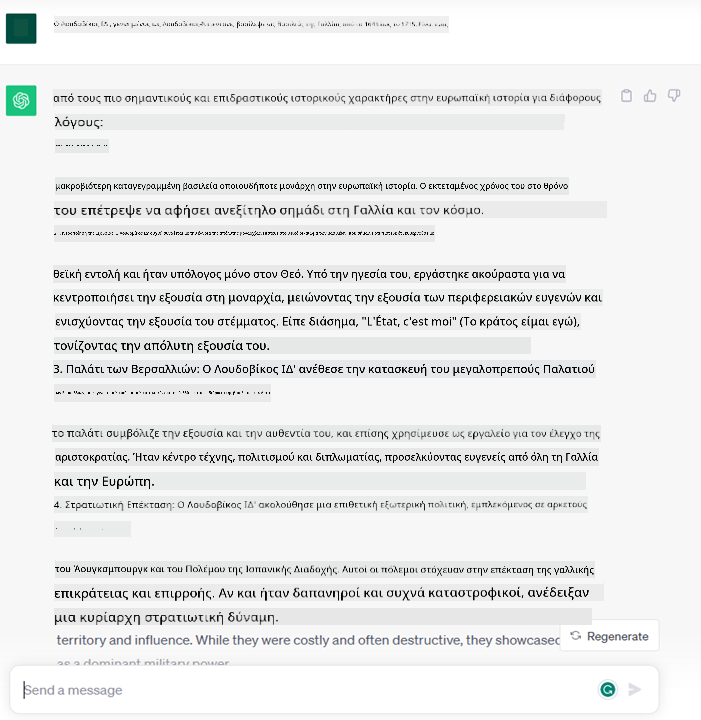 Ο Λουδοβίκος ΙΔ', γεννημένος ως Λουδοβίκος βασίλεψε ως Βασιλιάς της Γαλλίας από το 1643 έως το 1715. Είναι ένας
από τους πιο σημαντικούς και επιδραστικούς ιστορικούς χαρακτήρες στην ευρωπαϊκή ιστορία για διάφορους
λόγους:
μακροβιότερη καταγεγραμμένη βασιλεία οποιουδήποτε μονάρχη στην ευρωπαϊκή ιστορία. Ο εκτεταμένος χρόνος του στο θρόνο
του επέτρεψε να αφήσει ανεξίτηλο σημάδι στη Γαλλία και τον κόσμο.
θεϊκή εντολή και ήταν υπόλογος μόνο στον Θεό. Υπό την ηγεσία του, εργάστηκε ακούραστα για να
κεντροποιήσει την εξουσία στη μοναρχία, μειώνοντας την εξουσία των περιφερειακών ευγενών και
ενισχύοντας την εξουσία του στέμματος. Είπε διάσημα, "L'État, c'est moi" (Το κράτος είμαι εγώ),
τονίζοντας την απόλυτη εξουσία του.
3. Παλάτι των Βερσαλλιών: Ο Λουδοβίκος ΙΔ' ανέθεσε την κατασκευή του μεγαλοπρεπούς Παλατιού
το παλάτι συμβόλιζε την εξουσία και την αυθεντία του, και επίσης χρησίμευσε ως εργαλείο για τον έλεγχο της
αριστοκρατίας. Ήταν κέντρο τέχνης, πολιτισμού και διπλωματίας, προσελκύοντας ευγενείς από όλη τη Γαλλία
και την Ευρώπη.
4. Στρατιωτική Επέκταση: Ο Λουδοβίκος ΙΔ' ακολούθησε μια επιθετική εξωτερική πολιτική, εμπλεκόμενος σε αρκετούς
του Άουγκσμπουργκ και του Πολέμου της Ισπανικής Διαδοχής. Αυτοί οι πόλεμοι στόχευαν στην επέκταση της γαλλικής
επικράτειας και επιρροής. Αν και ήταν δαπανηροί και συχνά καταστροφικοί, ανέδειξαν
μια κυρίαρχη στρατιωτική δύναμη.
territory and influence. While they were costly and often destructive, they showcased
Regenerate
as a dominant military power.
Send a message